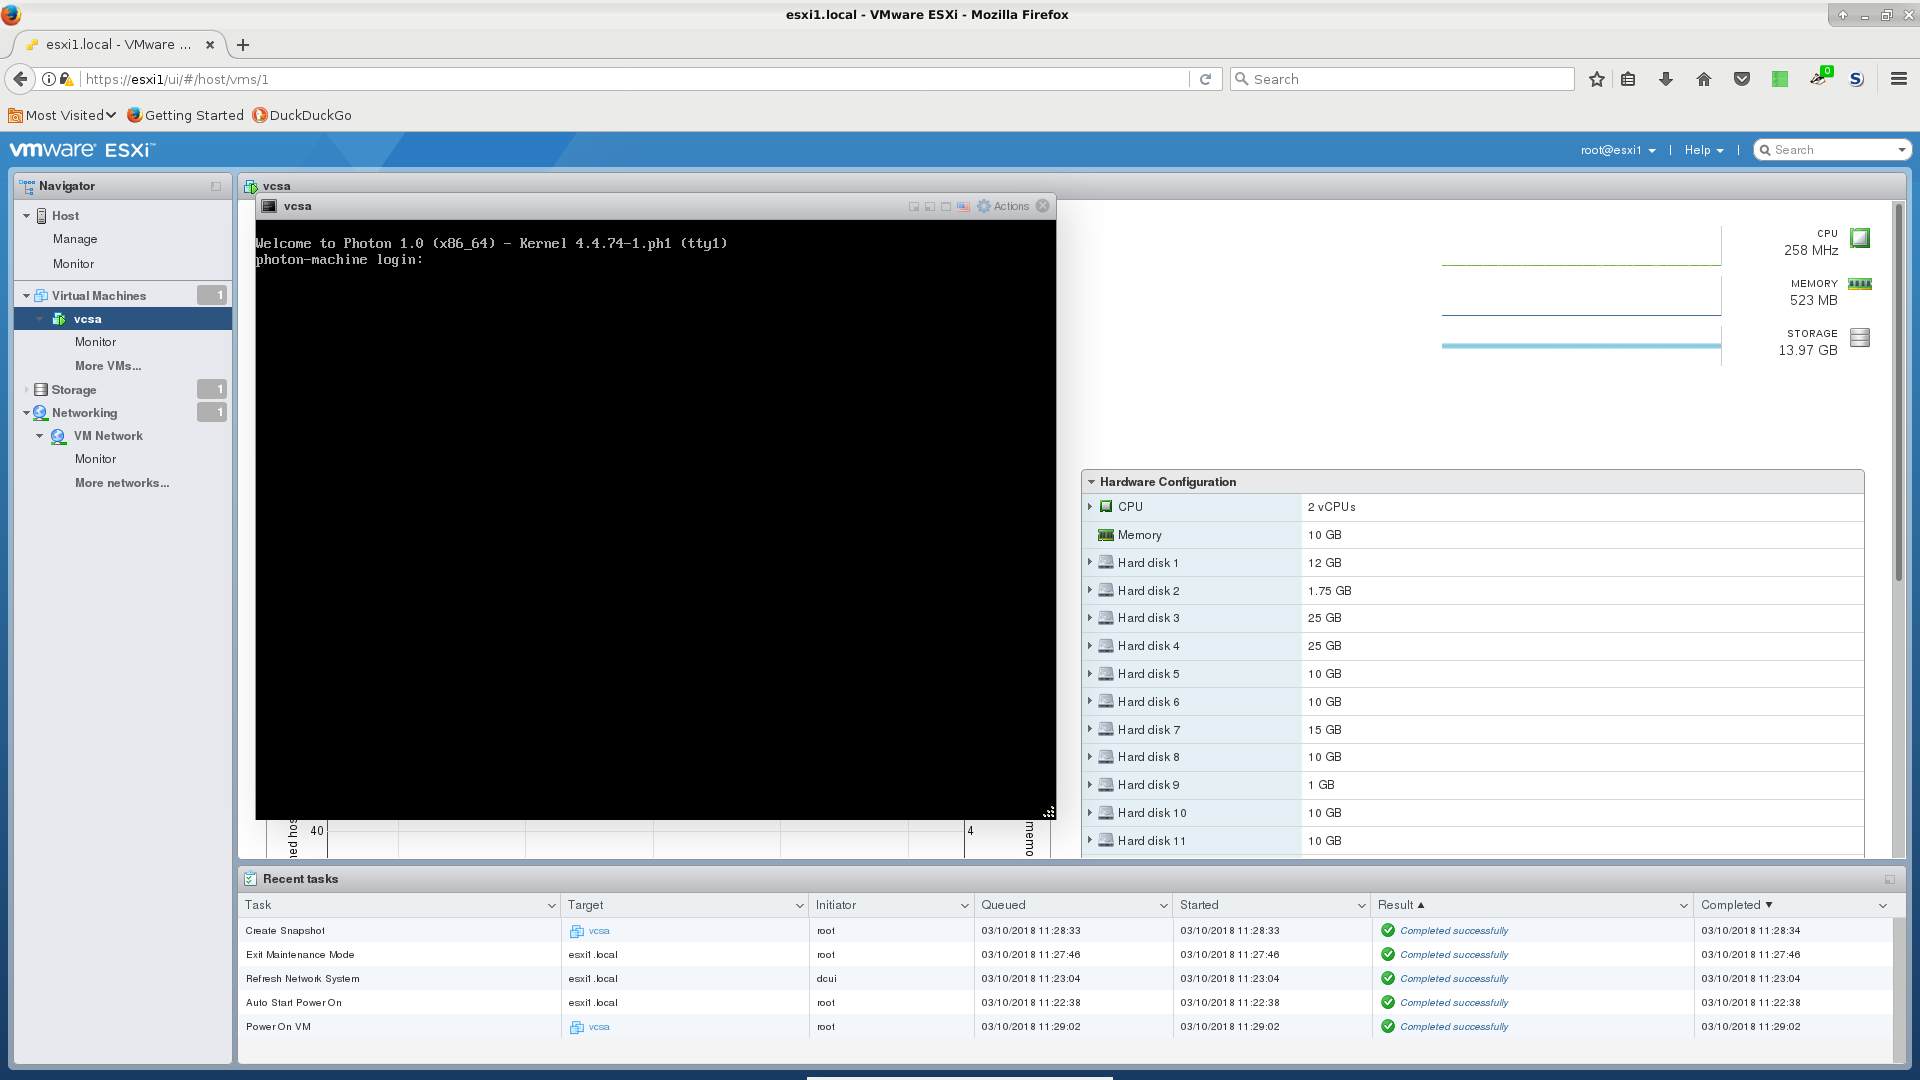 esxi1.local - VMware ESXi - Mozilla Firefox
esxi1.local - VMware ...
https://esxi1/ui/#/host/vms/1
Search
0
S
Most Visited
Getting Started
DuckDuckGo
vmware ESXi™
root@esxi1
Help
Search
Navigator
Host
Manage
Monitor
Virtual Machines 1
vcsa
Monitor
More VMs...
Storage 1
Networking 1
VM Network
Monitor
More networks...
vcsa
vcsa
Actions
Welcome to Photon 1.0 (x86_64) - Kernel 4.4.74-1.ph1 (tty1)
photon-machine login:
CPU
258 MHz
MEMORY
523 MB
STORAGE
13.97 GB
Hardware Configuration
CPU 2 vCPUs
Memory 10 GB
Hard disk 1 12 GB
Hard disk 2 1.75 GB
Hard disk 3 25 GB
Hard disk 4 25 GB
Hard disk 5 10 GB
Hard disk 6 10 GB
Hard disk 7 15 GB
Hard disk 8 10 GB
Hard disk 9 1 GB
Hard disk 10 10 GB
Hard disk 11 10 GB
40
4
Recent tasks
Task Target Initiator Queued Started Result Completed
Create Snapshot vcsa root 03/10/2018 11:28:33 03/10/2018 11:28:33 Completed successfully 03/10/2018 11:28:34
Exit Maintenance Mode esxi1.local root 03/10/2018 11:27:46 03/10/2018 11:27:46 Completed successfully 03/10/2018 11:27:46
Refresh Network System esxi1.local dcui 03/10/2018 11:23:04 03/10/2018 11:23:04 Completed successfully 03/10/2018 11:23:04
Auto Start Power On esxi1.local root 03/10/2018 11:22:38 03/10/2018 11:22:38 Completed successfully 03/10/2018 11:22:38
Power On VM vcsa root 03/10/2018 11:29:02 03/10/2018 11:29:02 Completed successfully 03/10/2018 11:29:02